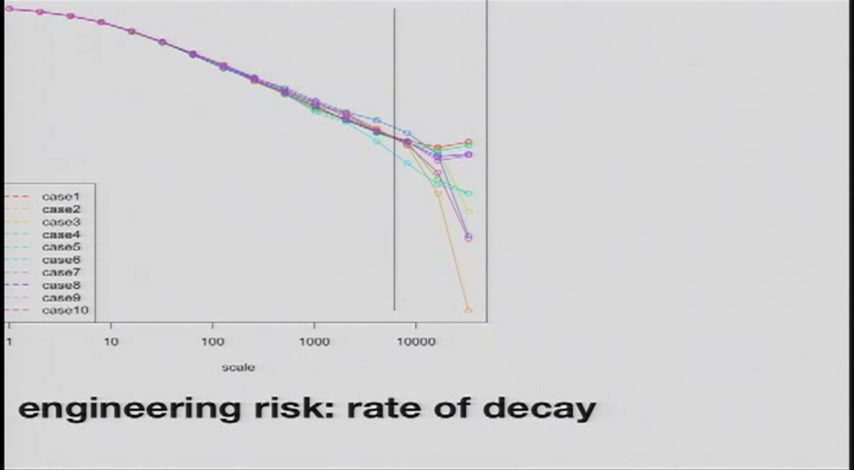 case1
case2
case3
case4
case5
case6
case7
case8
case9
case10
1 10 100 1000 10000
scale
engineering risk: rate of decay